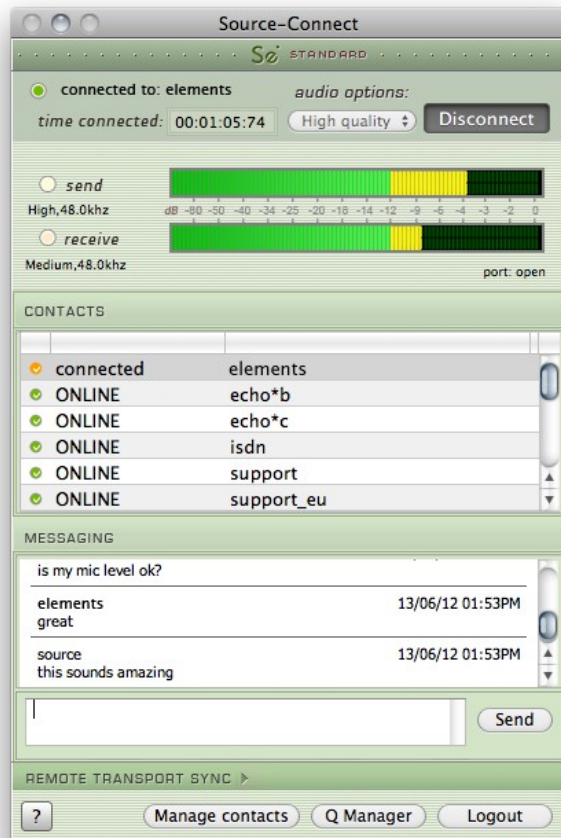 Source-Connect
Se STANDARD
connected to: elements
audio options:
time connected: 00:01:05:74
High quality
Disconnect
send
High,48.0khz
dB -80 -50 -40 -34 -25 -20 -18 -16 -12 -9 -6 -4 -3 -2 0
receive
Medium,48.0khz
port: open
CONTACTS
connected elements
ONLINE echo*b
ONLINE echo*c
ONLINE isdn
ONLINE support
ONLINE support_eu
MESSAGING
is my mic level ok?
elements 13/06/12 01:53PM
great
source 13/06/12 01:53PM
this sounds amazing
Send
REMOTE TRANSPORT SYNC
? Manage contacts Q Manager Logout